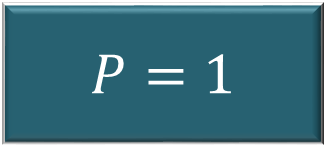 P = 1